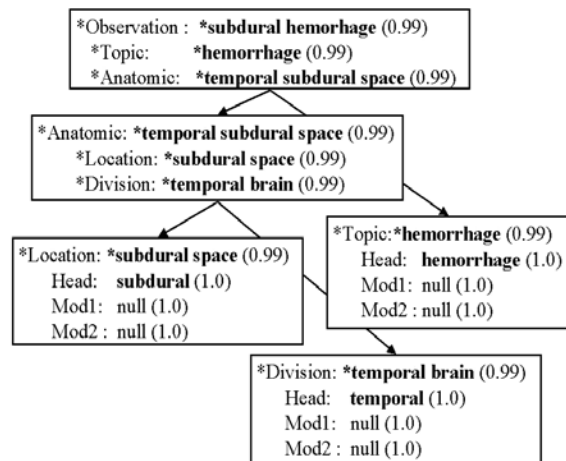 *Observation : *subdural hemorhage (0.99)
*Topic: *hemorrhage (0.99)
*Anatomic: *temporal subdural space (0.99)
*Anatomic: *temporal subdural space (0.99)
*Location: *subdural space (0.99)
*Division: *temporal brain (0.99)
*Location: *subdural space (0.99)
Head: subdural (1.0)
Mod1: null (1.0)
Mod2 : null (1.0)
*Topic:*hemorrhage (0.99)
Head: hemorrhage (1.0)
Mod1: null (1.0)
Mod2 : null (1.0)
*Division: *temporal brain (0.99)
Head: temporal (1.0)
Mod1: null (1.0)
Mod2 : null (1.0)